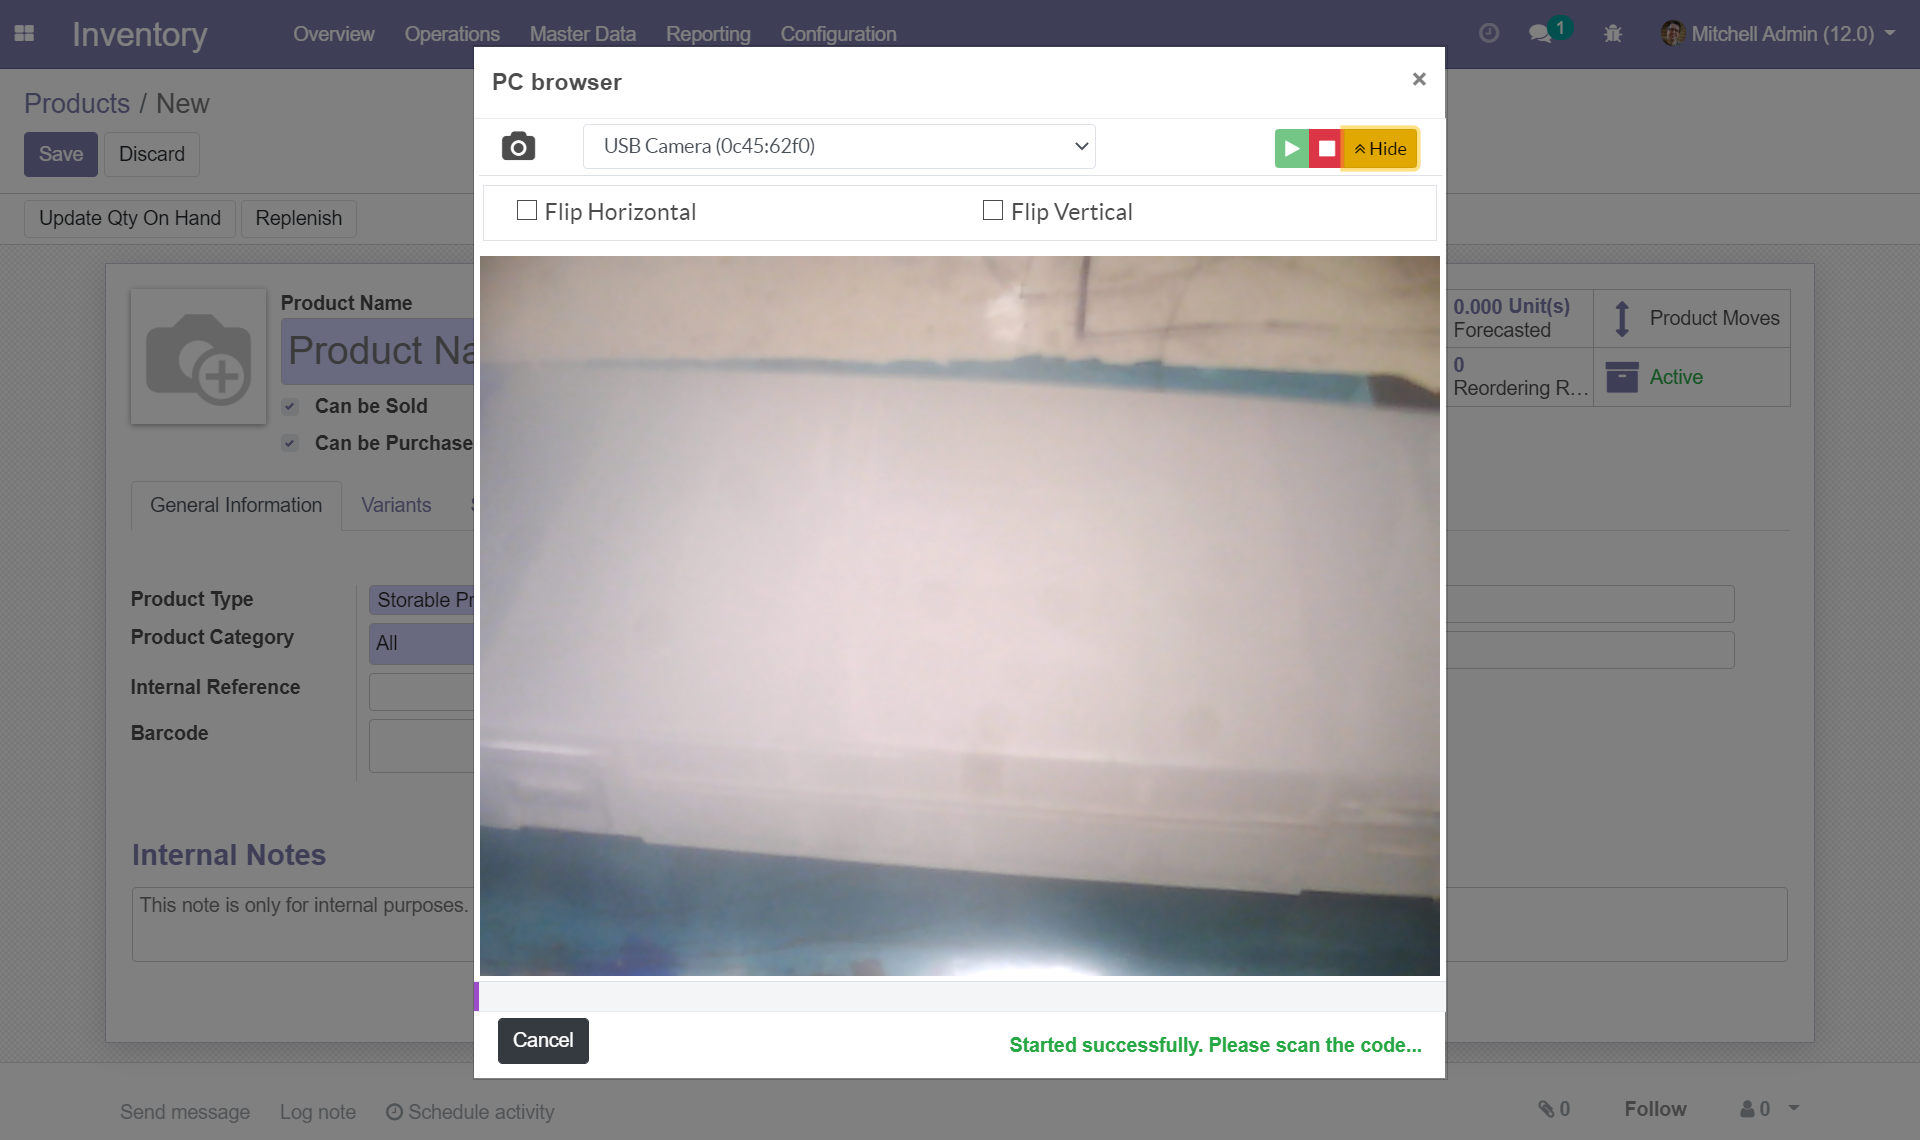 Inventory
Overview Operations Master Data Reporting Configuration
1
Mitchell Admin (12.0)
Products / New
Save Discard
Update Qty On Hand Replenish
PC browser
×
USB Camera (0c45:62f0)
Hide
Flip Horizontal Flip Vertical
Product Name
Product Na
Can be Sold
Can be Purchase
0.000 Unit(s)
Forecasted
Product Moves
0
Reordering R...
Active
General Information Variants
Product Type Storable Pr
Product Category All
Internal Reference
Barcode
Internal Notes
This note is only for internal purposes.
Cancel
Started successfully. Please scan the code...
Send message Log note Schedule activity
0 Follow 0